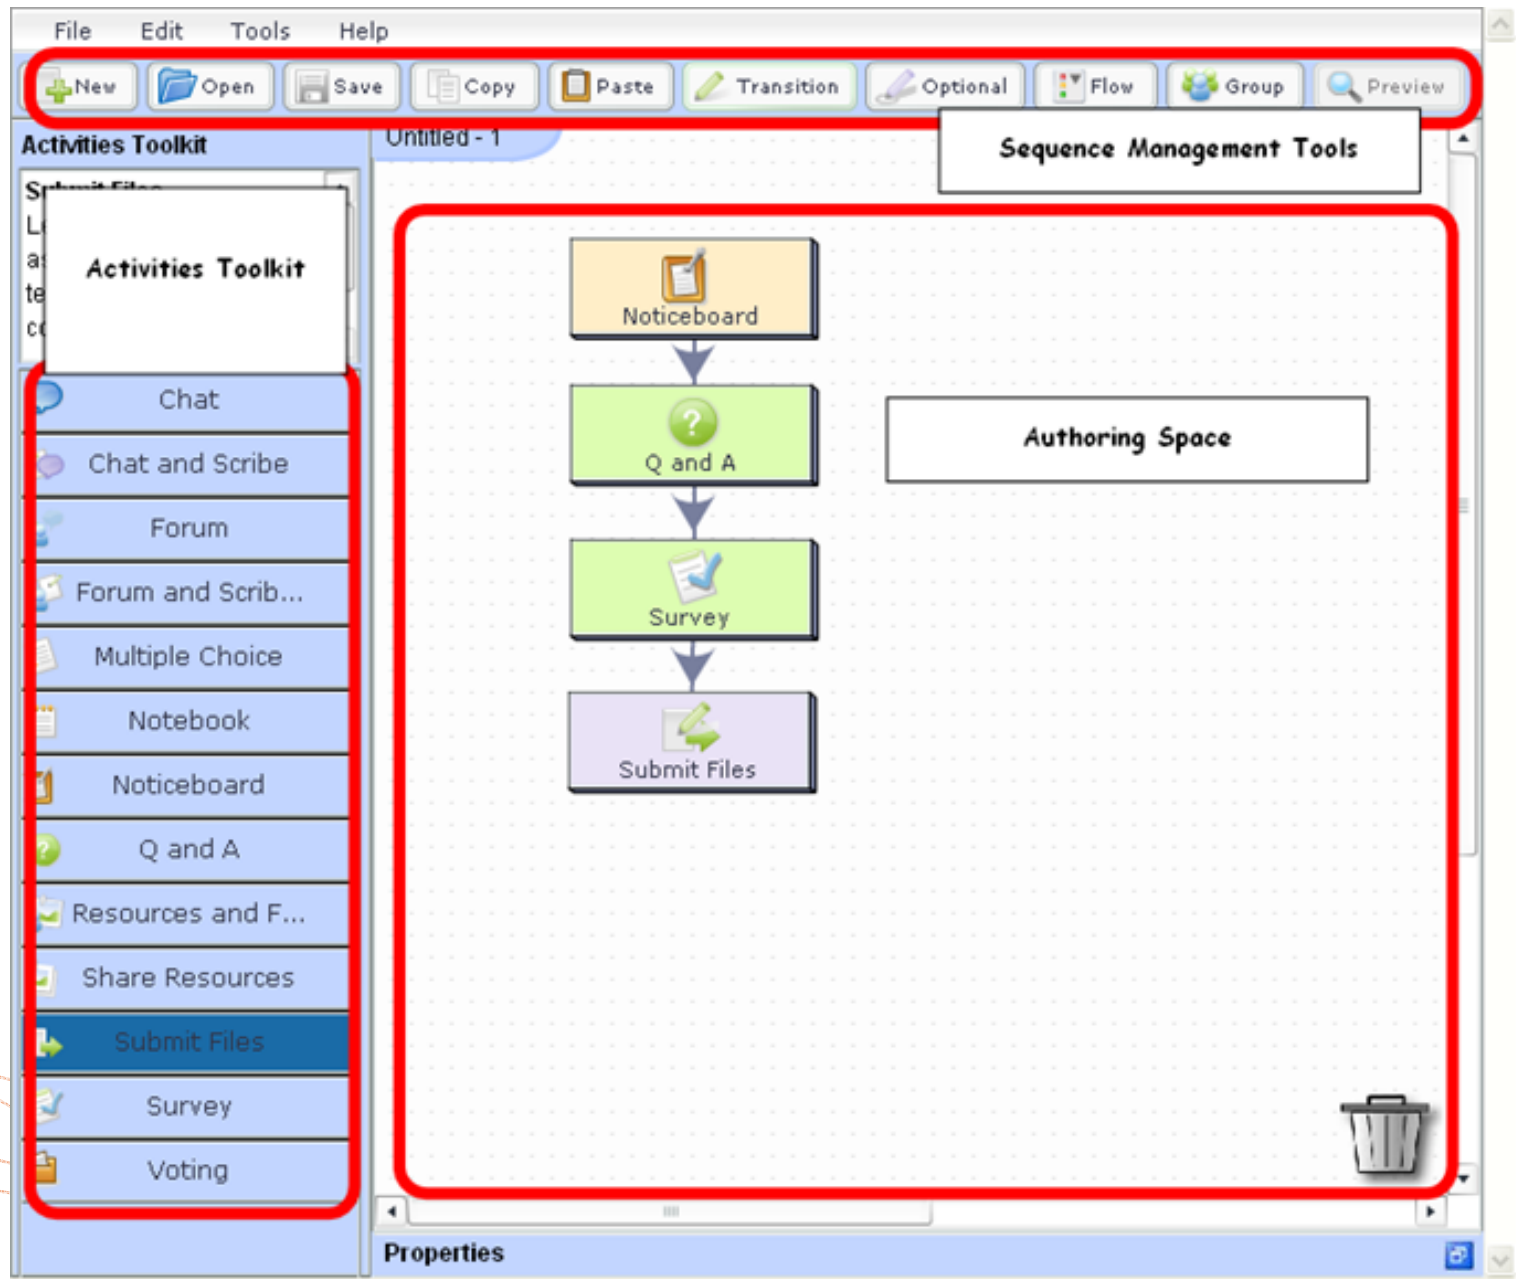 File Edit Tools Help
New Open Save Copy Paste Transition Optional Flow Group Preview
Activities Toolkit
Untitled - 1
Sequence Management Tools
Submit Files
Activities Toolkit
Noticeboard
Q and A
Authoring Space
Survey
Submit Files
Chat
Chat and Scribe
Forum
Forum and Scrib...
Multiple Choice
Notebook
Noticeboard
Q and A
Resources and F...
Share Resources
Submit Files
Survey
Voting
Properties